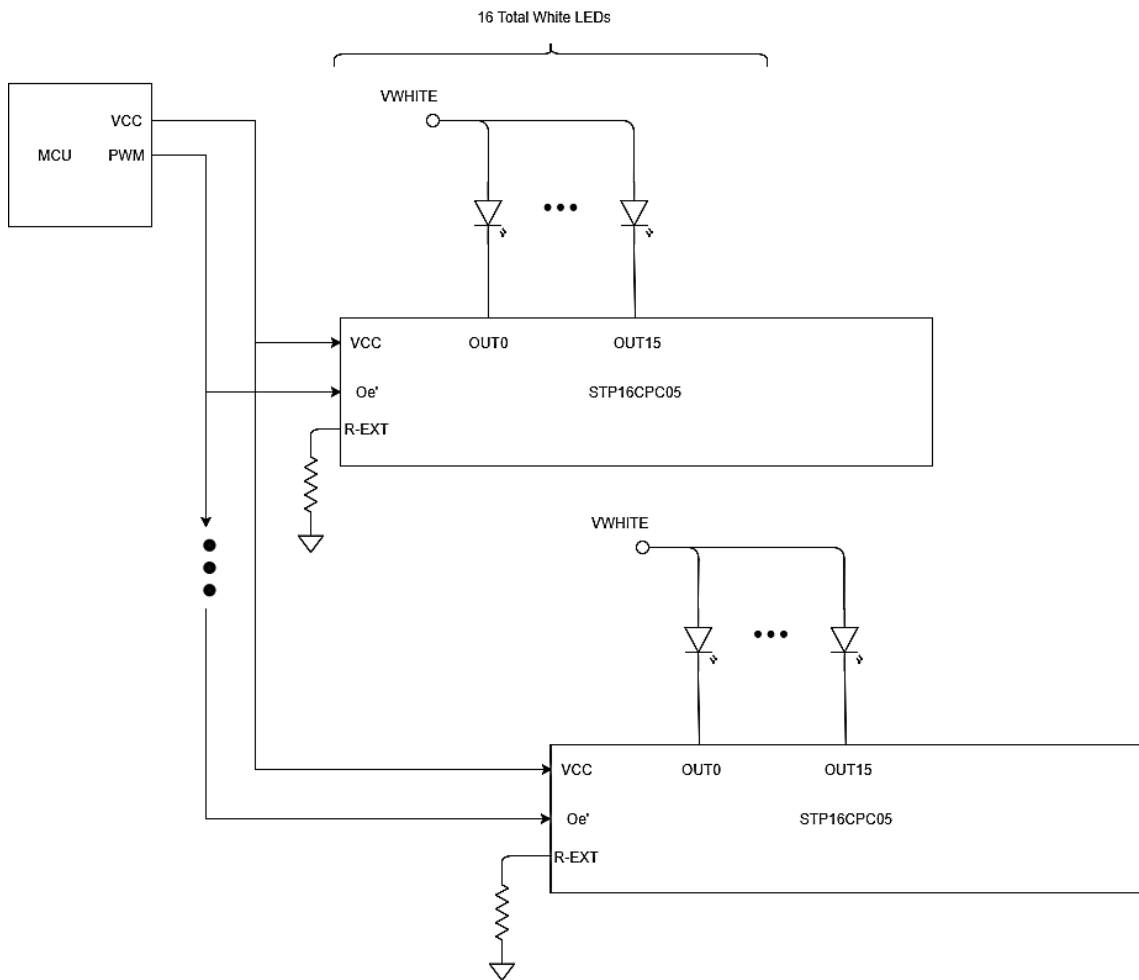 16 Total White LEDs
VWHITE
VCC
MCU
PWM
VCC
OUT0
OUT15
Oe'
STP16CPC05
R-EXT
VWHITE
VCC
OUT0
OUT15
Oe'
STP16CPC05
R-EXT